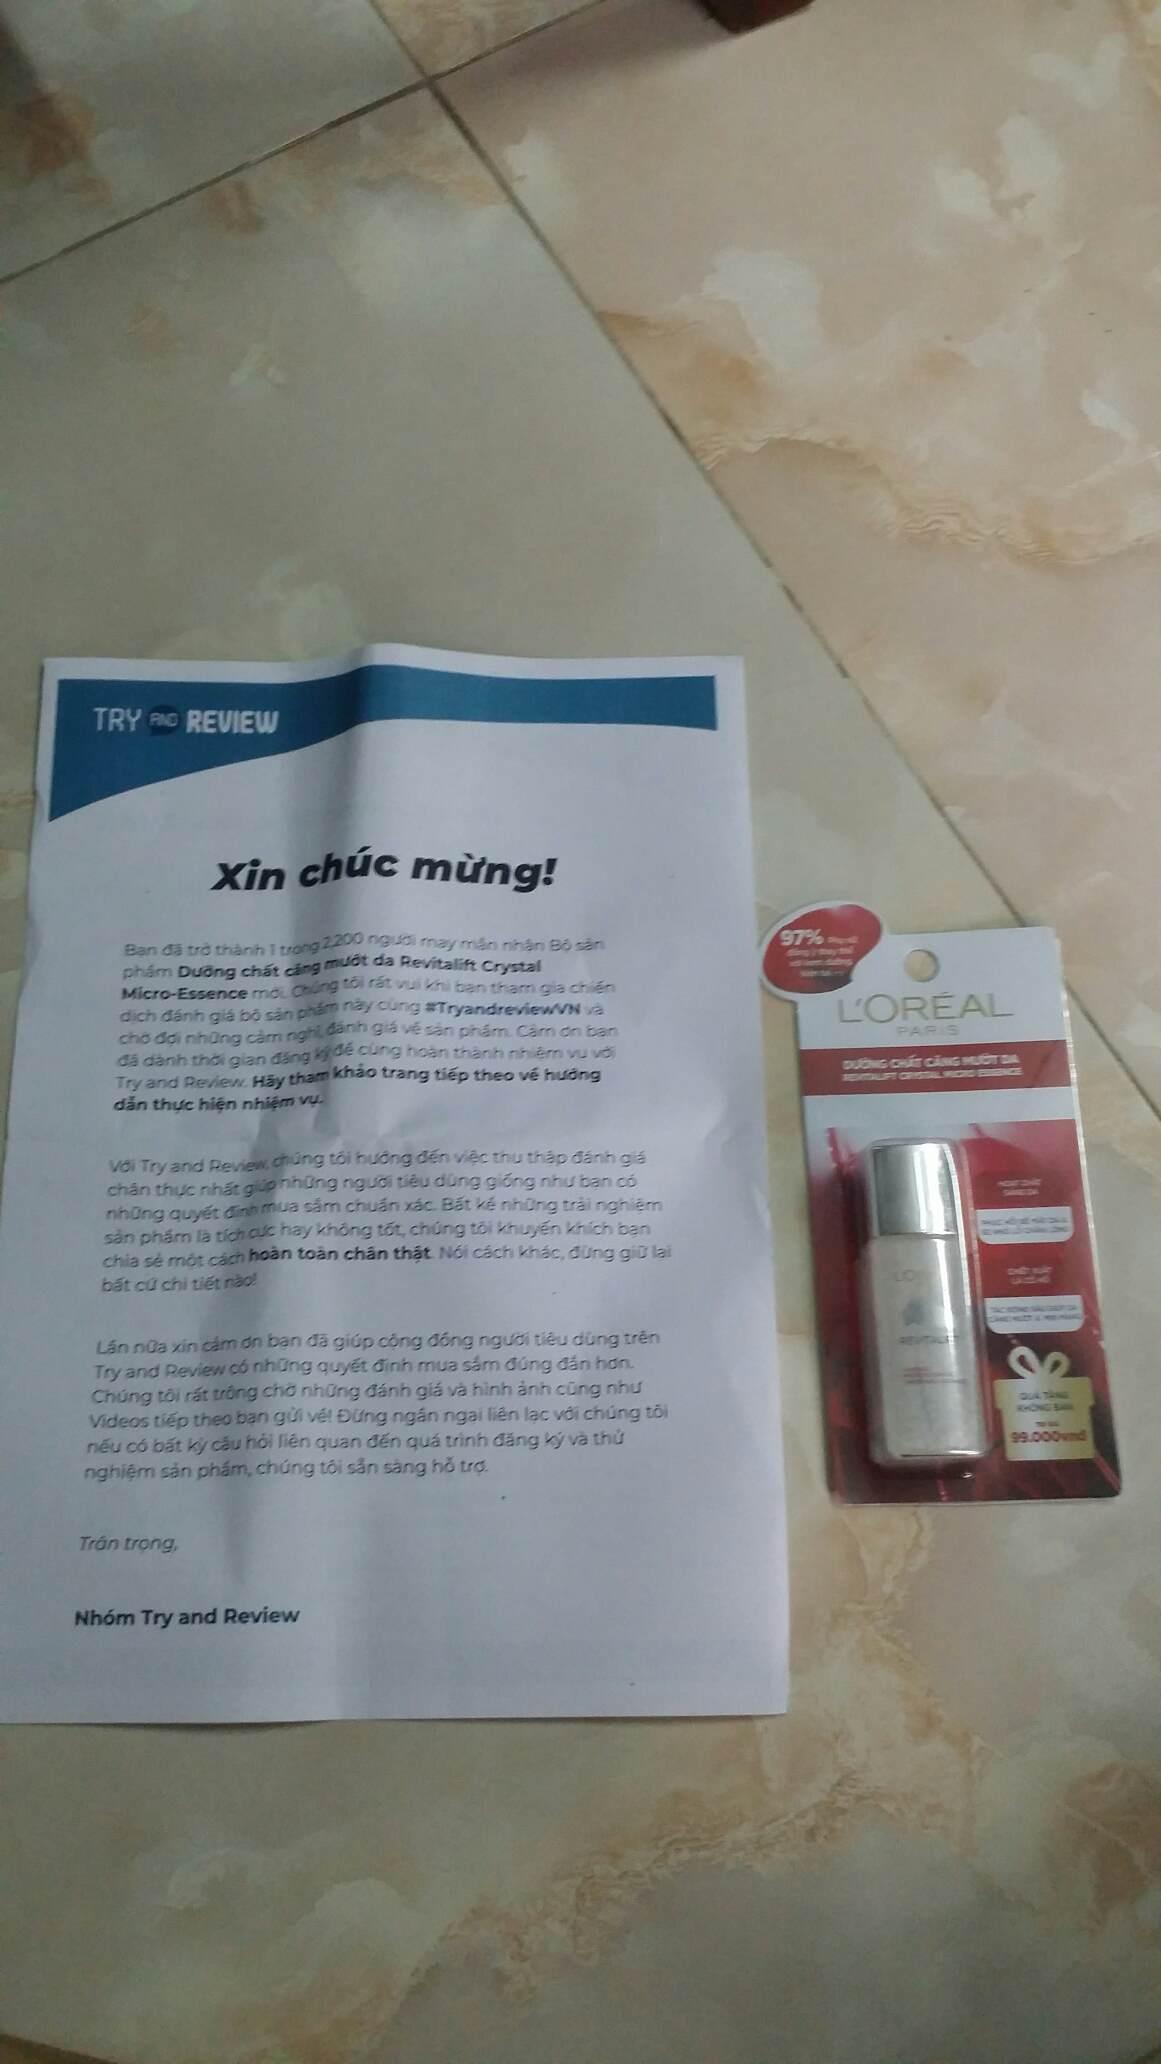 TRY AND REVIEW
Xin chúc mừng!
Bạn đã trở thành 1 trong 2,200 người may mắn nhận Bộ sản
phẩm Dưỡng chất căng mướt da Revitalift Crystal
Micro-Essence mới. Chúng tôi rất vui khi bạn tham gia chiến
dịch đánh giá bộ sản phẩm này cùng #TryandreviewVN và
chờ đợi những cảm nghĩ, đánh giá về sản phẩm. Cảm ơn bạn
đã dành thời gian đăng ký để cùng hoàn thành nhiệm vụ với
Try and Review. Hãy tham khảo trang tiếp theo về hướng
dẫn thực hiện nhiệm vụ.
Với Try and Review, chúng tôi hướng đến việc thu thập đánh giá
chân thực nhất giúp những người tiêu dùng giống như bạn có
những quyết định mua sắm chuẩn xác. Bất kể những trải nghiệm
sản phẩm là tích cực hay không tốt, chúng tôi khuyến khích bạn
chia sẻ một cách hoàn toàn chân thật. Nói cách khác, đừng giữ lại
bất cứ chi tiết nào!
Lần nữa xin cảm ơn bạn đã giúp cộng đồng người tiêu dùng trên
Try and Review có những quyết định mua sắm đúng đắn hơn.
Chúng tôi rất trông chờ những đánh giá và hình ảnh cũng như
Videos tiếp theo bạn gửi về! Đừng ngần ngại liên lạc với chúng tôi
nếu có bất kỳ câu hỏi liên quan đến quá trình đăng ký và thử
nghiệm sản phẩm, chúng tôi sẵn sàng hỗ trợ.
Trân trọng,
Nhóm Try and Review
97%
L'ORÉAL
PARIS
DƯỠNG CHẤT CĂNG MƯỚT DA
REVITALIFT CRYSTAL MICRO ESSENCE
HOẠT CHẤT
SÁNG DA
CHIẾT XUẤT
LÁ CÔ HỔ
REVITALIFT
QUÀ TẶNG
KHÔNG BÁN
TRỊ GIÁ
99.000vnđ